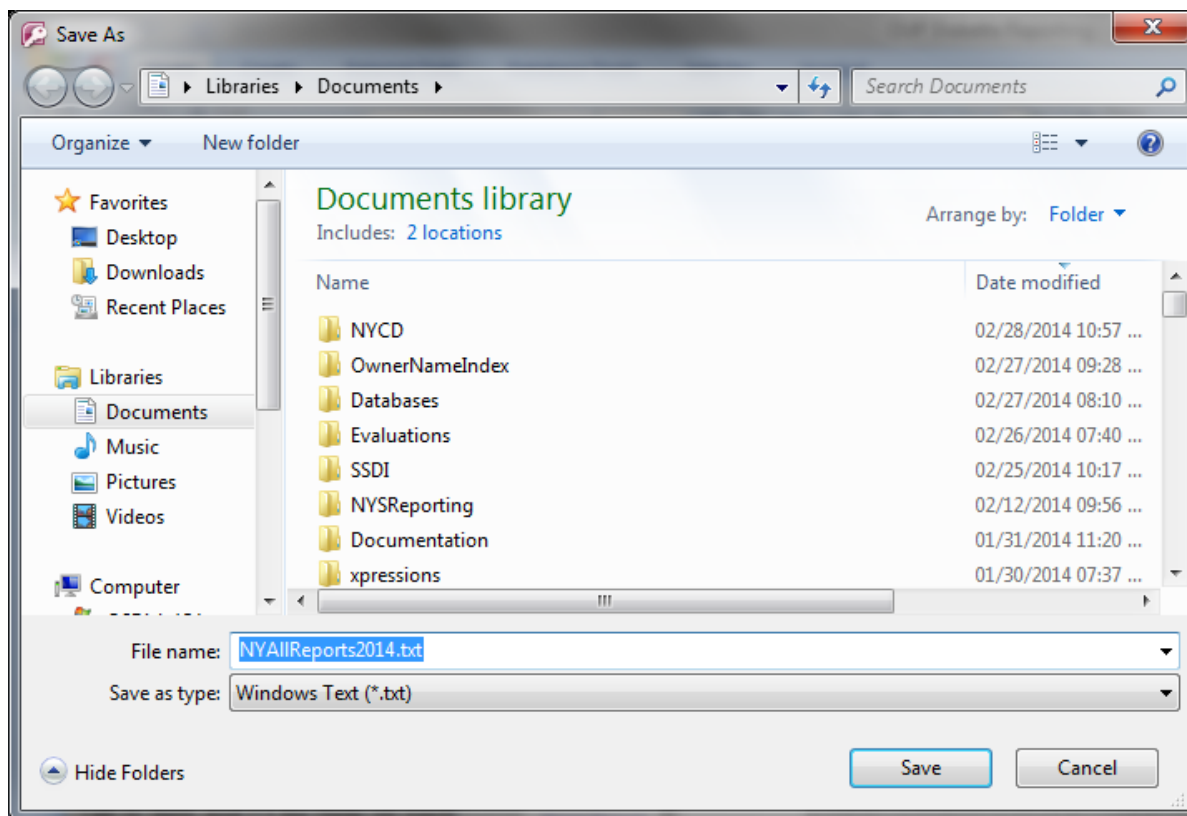 Save As
Libraries Documents
Search Documents
Organize New folder
Favorites
Desktop
Downloads
Recent Places
Libraries
Documents
Music
Pictures
Videos
Computer
Documents library
Includes: 2 locations
Arrange by: Folder
Name Date modified
NYCD 02/28/2014 10:57 ...
OwnerNameIndex 02/27/2014 09:28 ...
Databases 02/27/2014 08:10 ...
Evaluations 02/26/2014 07:40 ...
SSDI 02/25/2014 10:17 ...
NYSReporting 02/12/2014 09:56 ...
Documentation 01/31/2014 11:20 ...
xpressions 01/30/2014 07:37 ...
File name: NYAllReports2014.txt
Save as type: Windows Text (*.txt)
Hide Folders
Save Cancel